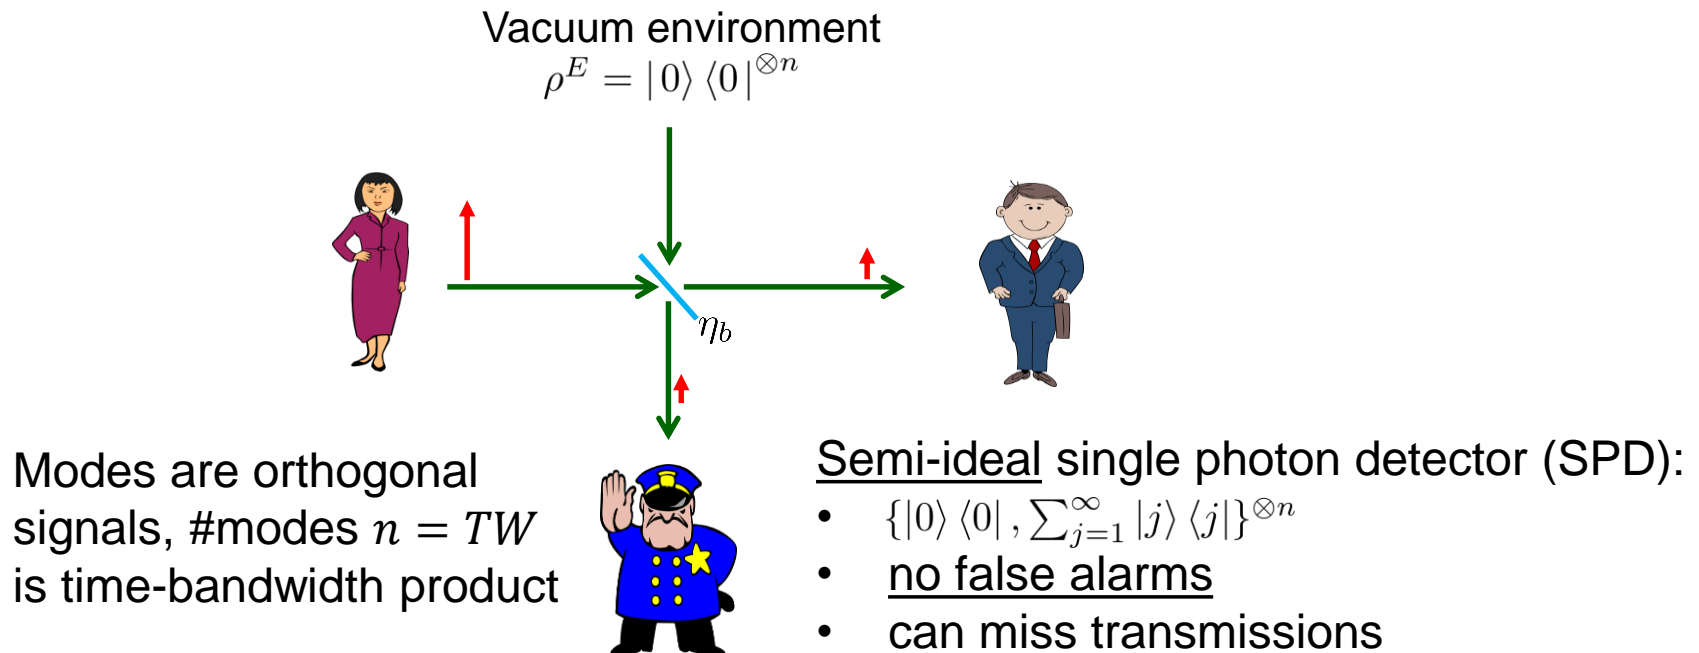 Vacuum environment
ρ^E = |0⟩ ⟨0|^{⊗n}
η_b
Modes are orthogonal
signals, #modes n = TW
is time-bandwidth product
Semi-ideal single photon detector (SPD):
• {|0⟩ ⟨0| , ∑_{j=1}^{∞} |j⟩ ⟨j|}^{⊗n}
• no false alarms
• can miss transmissions